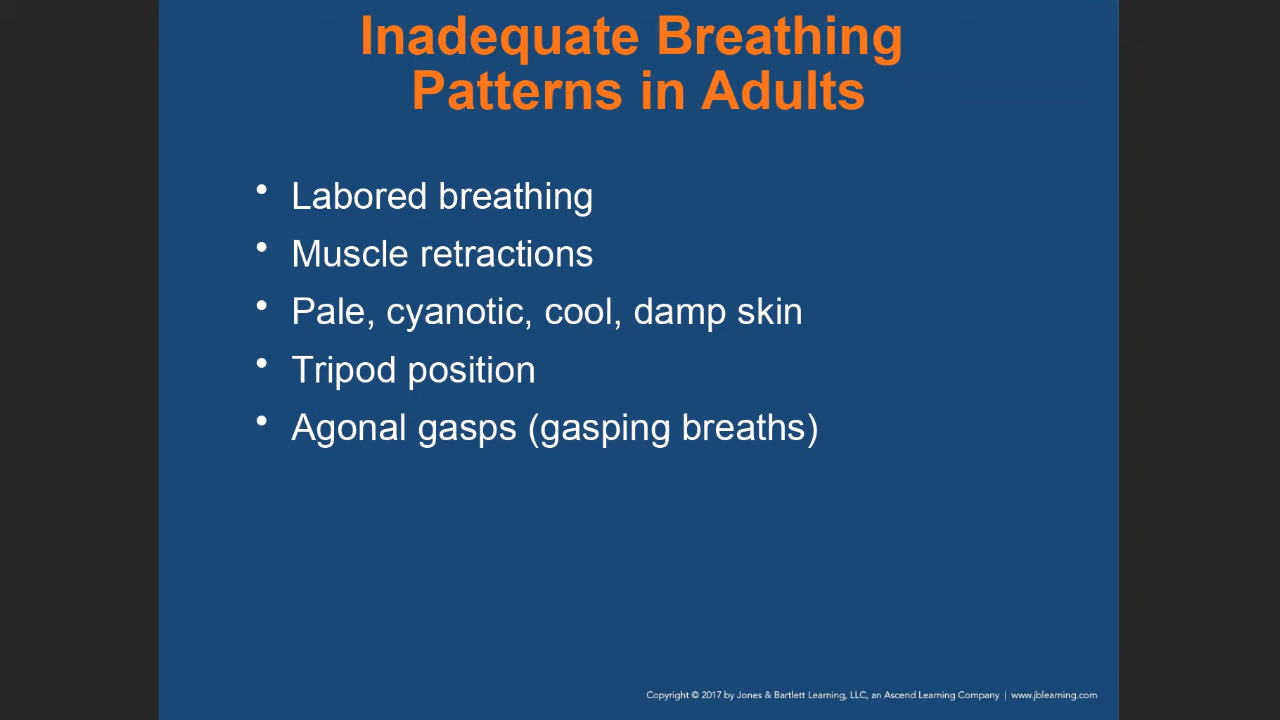 Inadequate Breathing
Patterns in Adults
• Labored breathing
• Muscle retractions
• Pale, cyanotic, cool, damp skin
• Tripod position
• Agonal gasps (gasping breaths)
Copyright © 2017 by Jones & Bartlett Learning, LLC, an Ascend Learning Company | www.jblearning.com